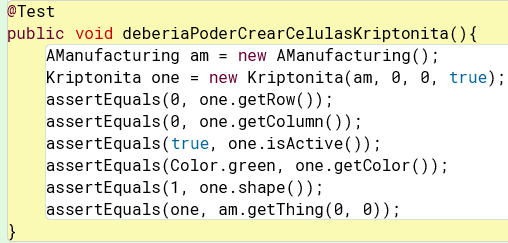 @Test
public void deberiaPoderCrearCelulasKriptonita(){
AManufacturing am = new AManufacturing();
Kriptonita one = new Kriptonita(am, 0, 0, true);
assertEquals(0, one.getRow());
assertEquals(0, one.getColumn());
assertEquals(true, one.isActive());
assertEquals(Color.green, one.getColor());
assertEquals(1, one.shape());
assertEquals(one, am.getThing(0, 0));
}